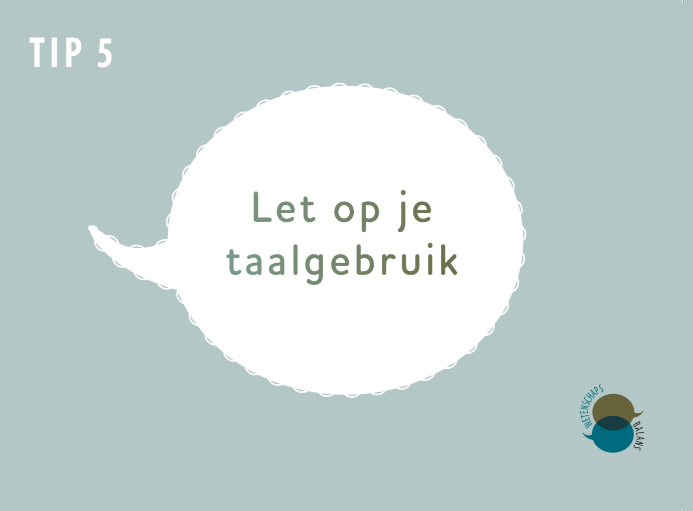 TIP 5
Let op je
taalgebruik
WETENSCHAPS
BALANS